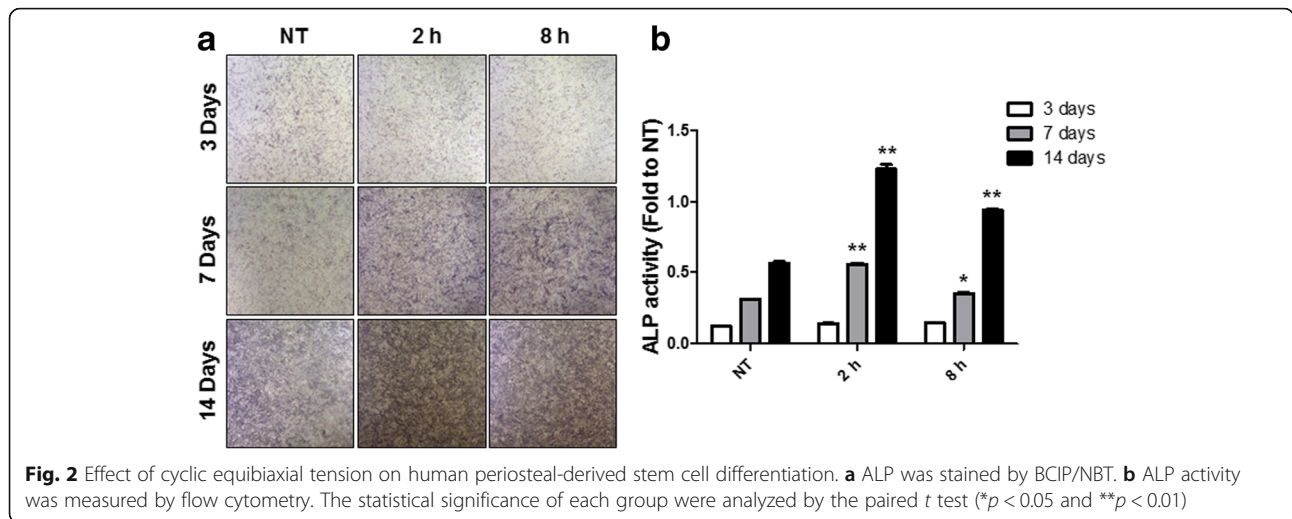 a
NT 2 h 8 h
3 Days
7 Days
14 Days
b
ALP activity (Fold to NT)
1.5
1.0
0.5
0.0
**
**
**
*
NT 2 h 8 h
3 days
7 days
14 days
Fig. 2 Effect of cyclic equibiaxial tension on human periosteal-derived stem cell differentiation. a ALP was stained by BCIP/NBT. b ALP activity
was measured by flow cytometry. The statistical significance of each group were analyzed by the paired t test (*p < 0.05 and **p < 0.01)